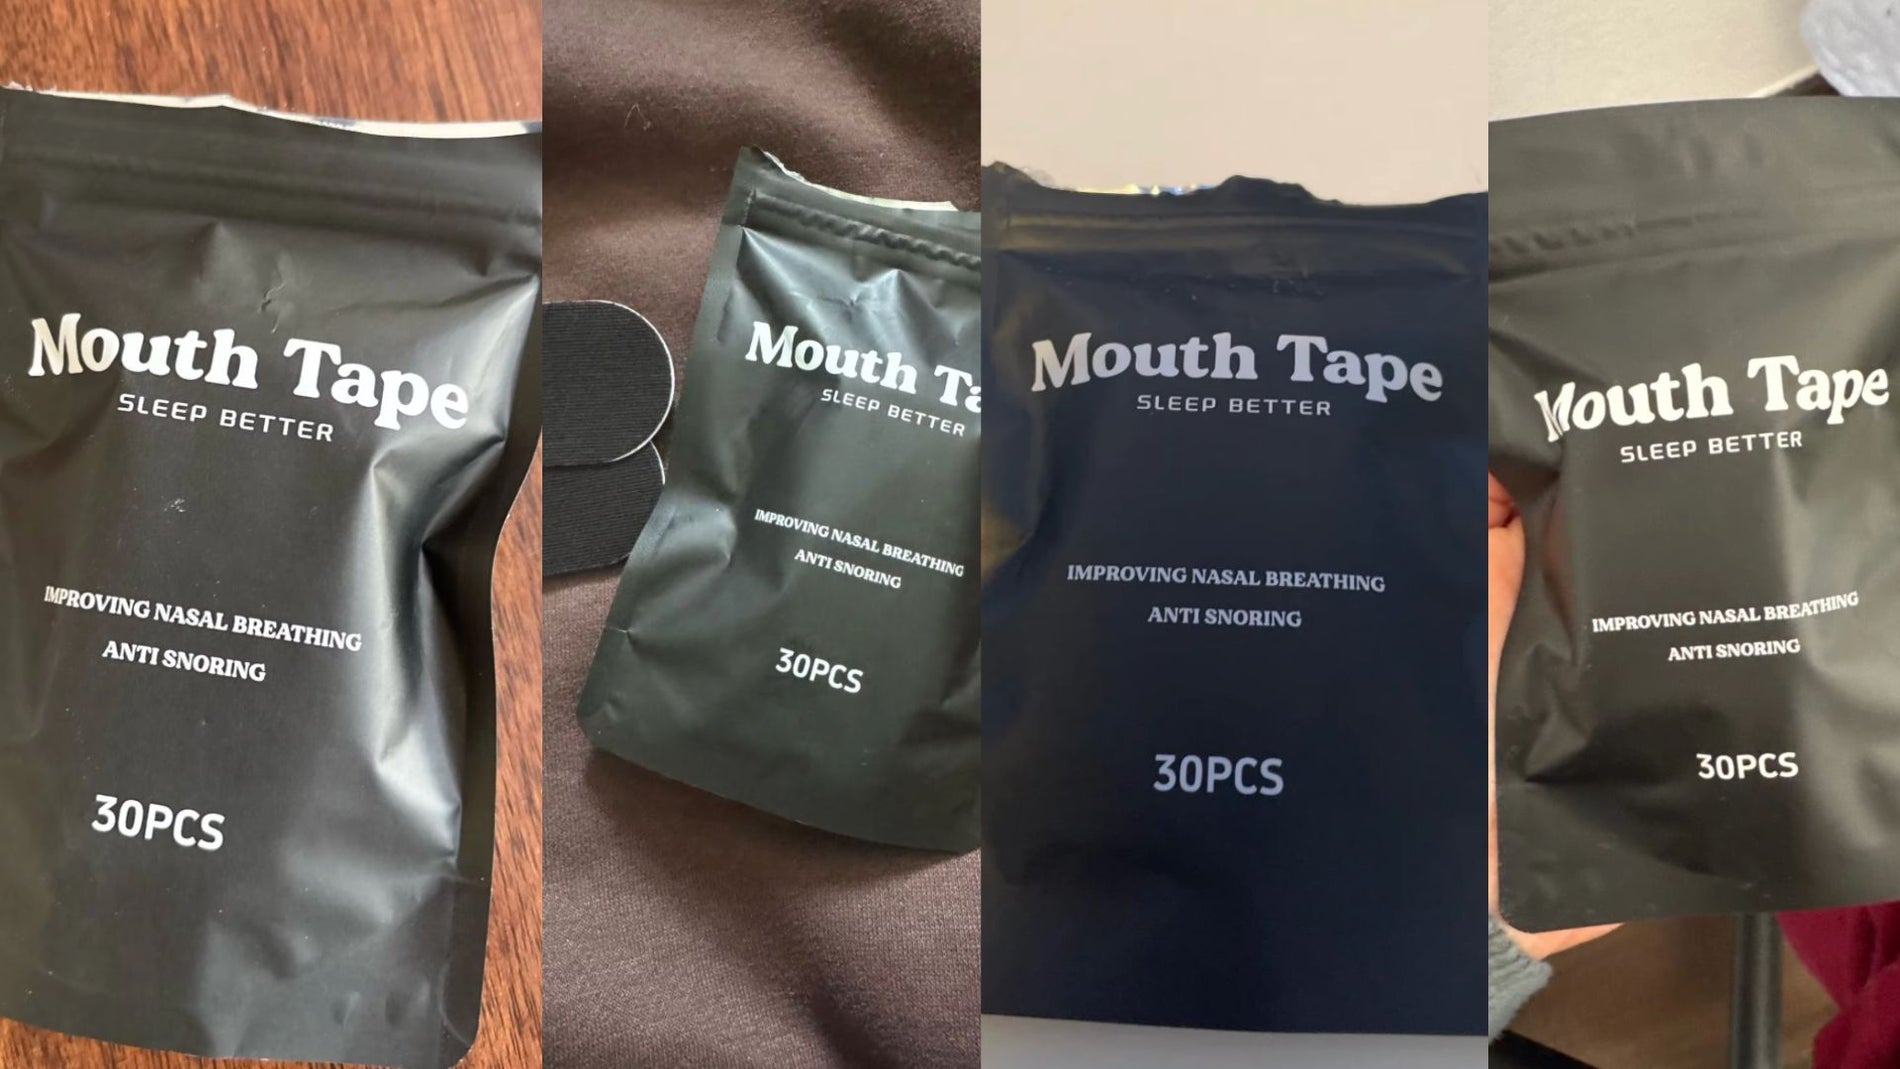 Mouth Tape
SLEEP BETTER
IMPROVING NASAL BREATHING
ANTI SNORING
30PCS
Mouth Ta
SLEEP BETTER
IMPROVING NASAL BREATHING
ANTI SNORING
30PCS
Mouth Tape
SLEEP BETTER
IMPROVING NASAL BREATHING
ANTI SNORING
30PCS
Mouth Tape
SLEEP BETTER
IMPROVING NASAL BREATHING
ANTI SNORING
30PCS